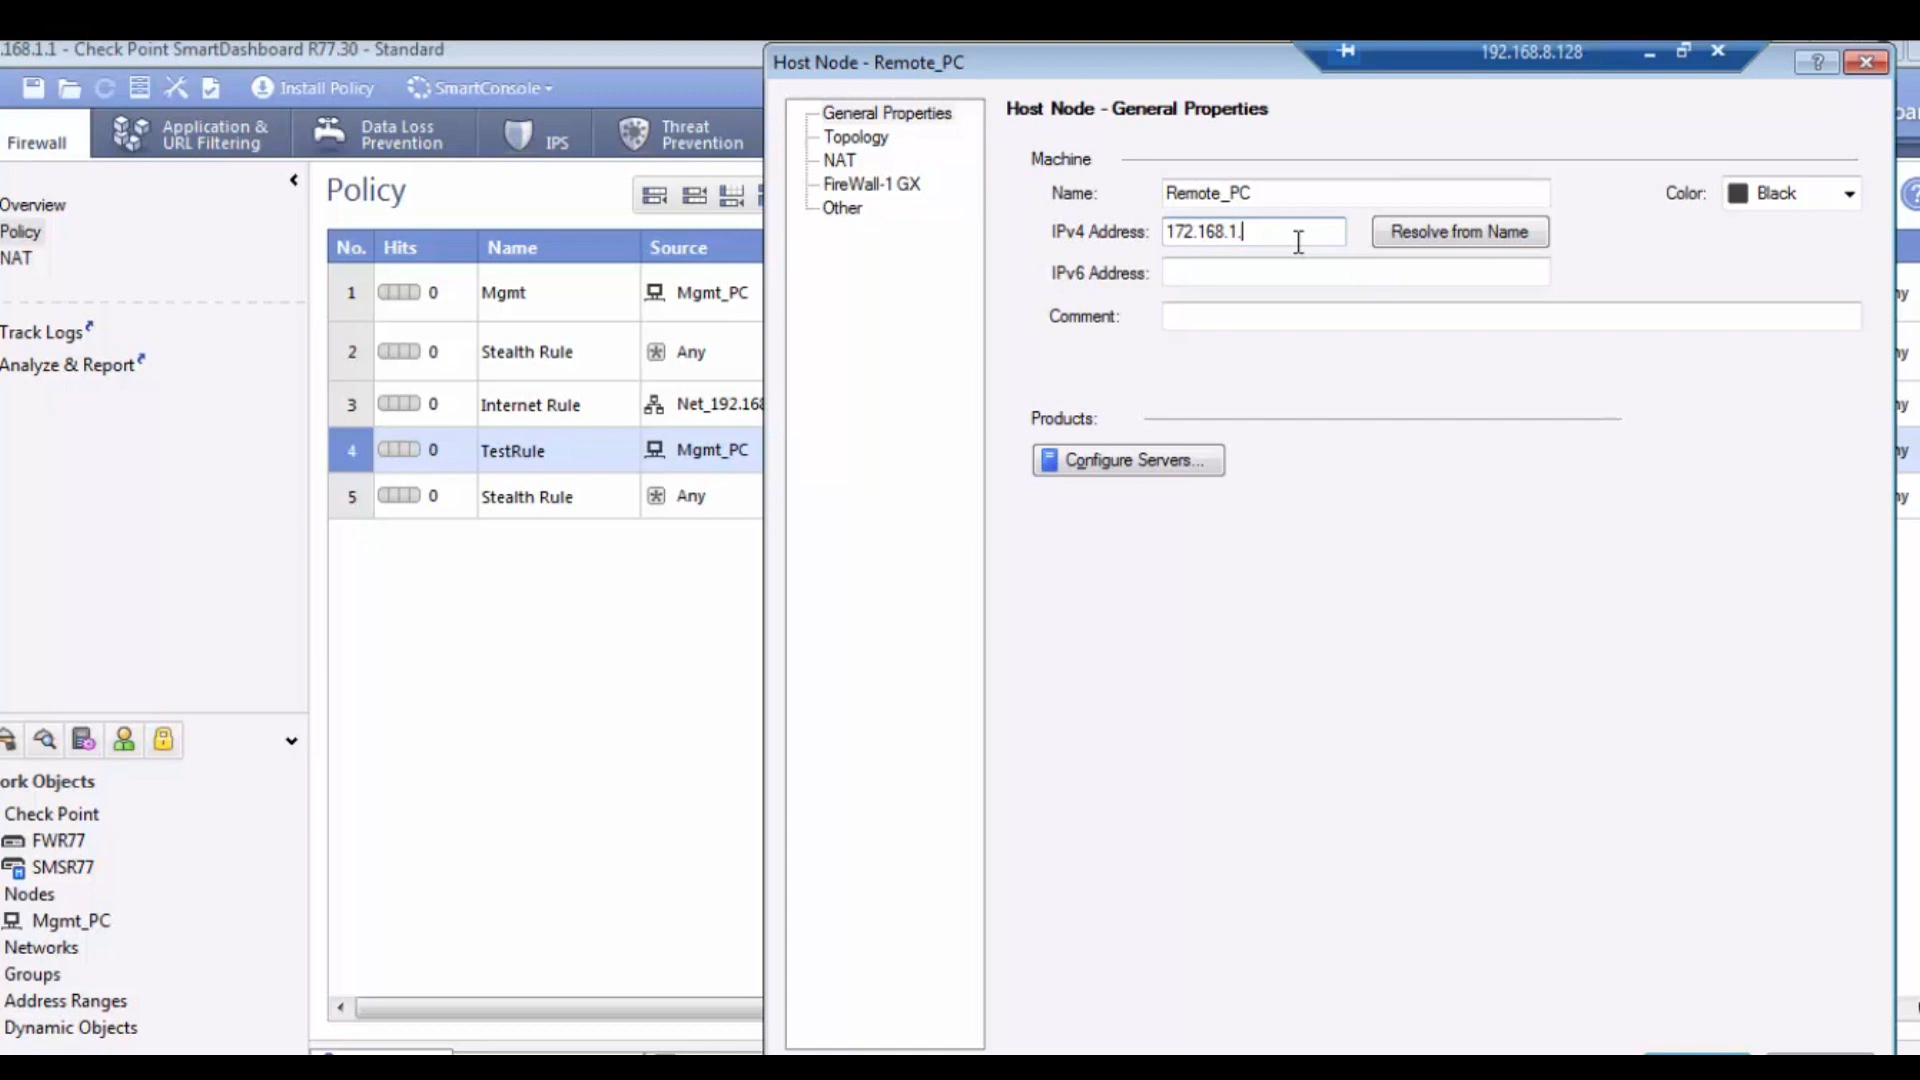 .168.1.1 - Check Point SmartDashboard R77.30 - Standard
Install Policy
SmartConsole
Firewall
Application &
URL Filtering
Data Loss
Prevention
IPS
Threat
Prevention
Overview
Policy
NAT
Track Logs
Analyze & Report
ork Objects
Check Point
FWR77
SMSR77
Nodes
Mgmt_PC
Networks
Groups
Address Ranges
Dynamic Objects
Policy
No. Hits Name Source
1 0 Mgmt Mgmt_PC
2 0 Stealth Rule Any
3 0 Internet Rule Net_192.168
4 0 TestRule Mgmt_PC
5 0 Stealth Rule Any
Host Node - Remote_PC
192.168.8.128
General Properties
Topology
NAT
FireWall-1 GX
Other
Host Node - General Properties
Machine
Name: Remote_PC Color: Black
IPv4 Address: 172.168.1. Resolve from Name
IPv6 Address:
Comment:
Products:
Configure Servers...